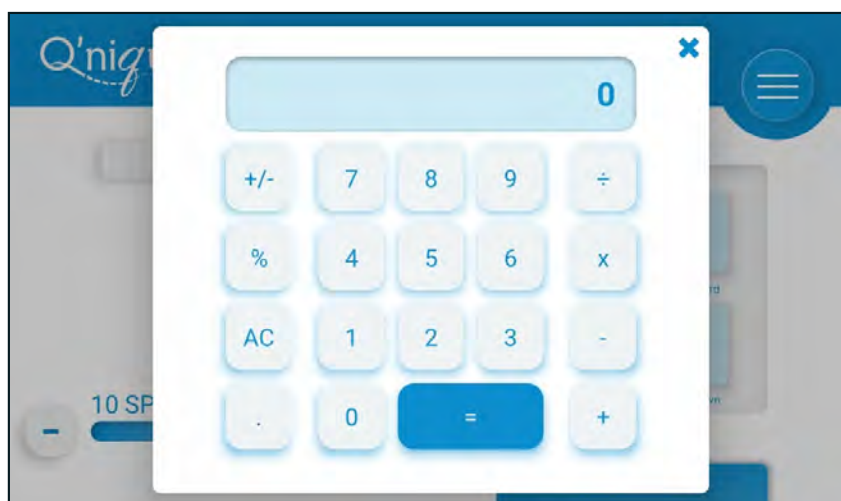 Q'niq
0
+/- 7 8 9 ÷
% 4 5 6 x
AC 1 2 3 -
10 SP
. 0 = +
-